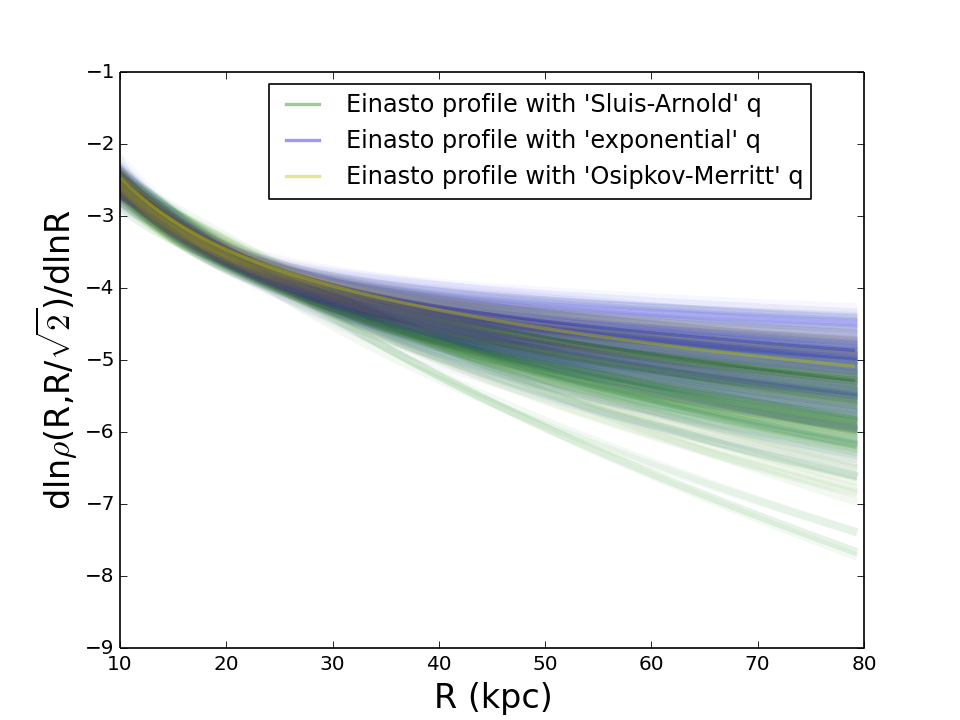 −1
−2
−3
−4
−5
−6
−7
−8
−9
dlnρ(R,R/√2)/dlnR
Einasto profile with 'Sluis-Arnold' q
Einasto profile with 'exponential' q
Einasto profile with 'Osipkov-Merritt' q
10 20 30 40 50 60 70 80
R (kpc)